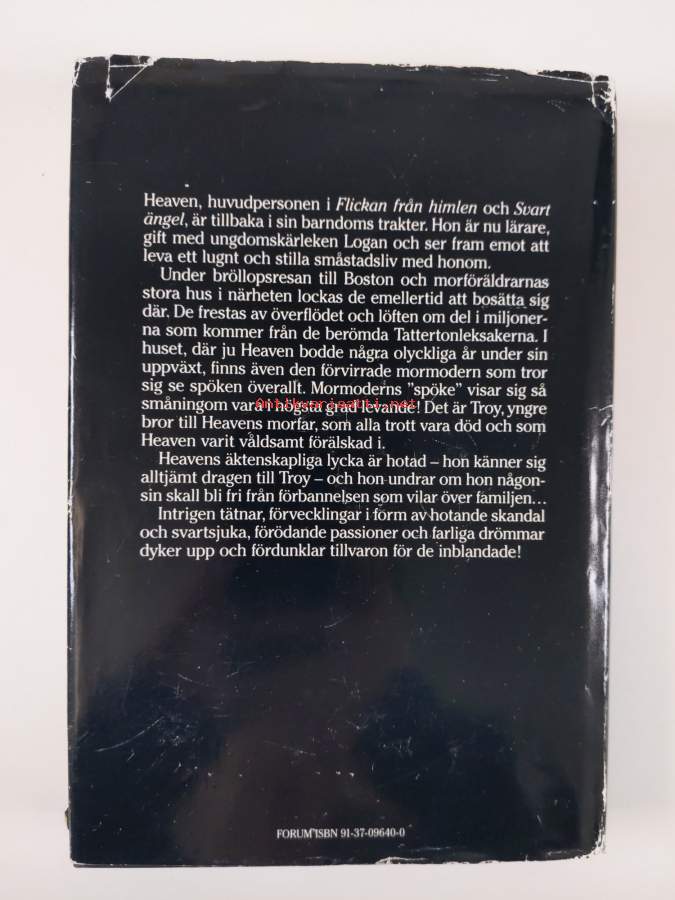 Heaven, huvudpersonen i Flickan från himlen och Svart
ängel, är tillbaka i sin barndoms trakter. Hon är nu lärare,
gift med ungdomskärleken Logan och ser fram emot att
leva ett lugnt och stilla småstadsliv med honom.
Under bröllopsresan till Boston och morföräldrarnas
stora hus i närheten lockas de emellertid att bosätta sig
där. De frestas av överflödet och löften om del i miljoner-
na som kommer från de berömda Tattertonleksakerna. I
huset, där ju Heaven bodde några olyckliga år under sin
uppväxt, finns även den förvirrade mormodern som tror
sig se spöken överallt. Mormoderns ”spöke” visar sig så
småningom vara i högsta grad levande! Det är Troy, yngre
bror till Heavens morfar, som alla trott vara död och som
Heaven varit våldsamt förälskad i.
Heavens äktenskapliga lycka är hotad – hon känner sig
alltjämt dragen till Troy – och hon undrar om hon någon-
sin skall bli fri från förbannelsen som vilar över familjen...
Intrigen tätnar, förvecklingar i form av hotande skandal
och svartsjuka, förödande passioner och farliga drömmar
dyker upp och fördunklar tillvaron för de inblandade!
FORUM ISBN 91-37-09640-0